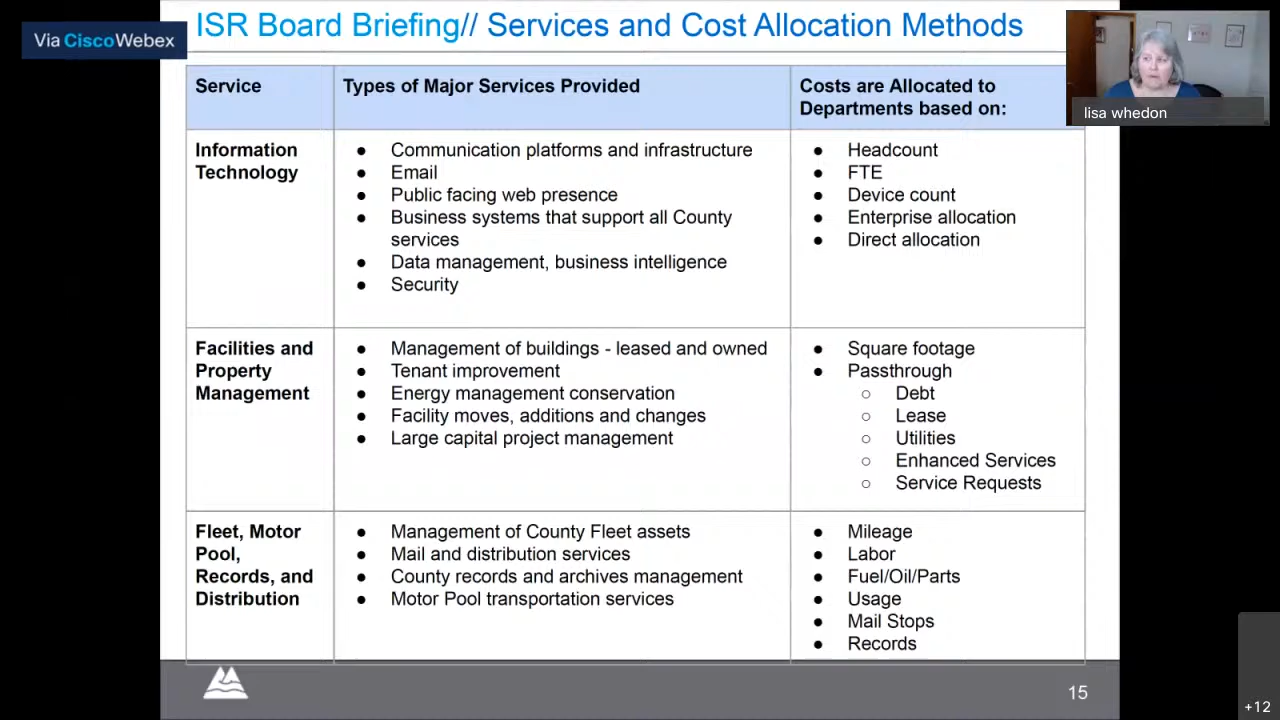 Via CiscoWebex
ISR Board Briefing// Services and Cost Allocation Methods
lisa whedon
Service
Types of Major Services Provided
Costs are Allocated to
Departments based on:
Information
Technology
● Communication platforms and infrastructure
● Email
● Public facing web presence
● Business systems that support all County
services
● Data management, business intelligence
● Security
● Headcount
● FTE
● Device count
● Enterprise allocation
● Direct allocation
Facilities and
Property
Management
● Management of buildings - leased and owned
● Tenant improvement
● Energy management conservation
● Facility moves, additions and changes
● Large capital project management
● Square footage
● Passthrough
○ Debt
○ Lease
○ Utilities
○ Enhanced Services
○ Service Requests
Fleet, Motor
Pool,
Records, and
Distribution
● Management of County Fleet assets
● Mail and distribution services
● County records and archives management
● Motor Pool transportation services
● Mileage
● Labor
● Fuel/Oil/Parts
● Usage
● Mail Stops
● Records
15
+12